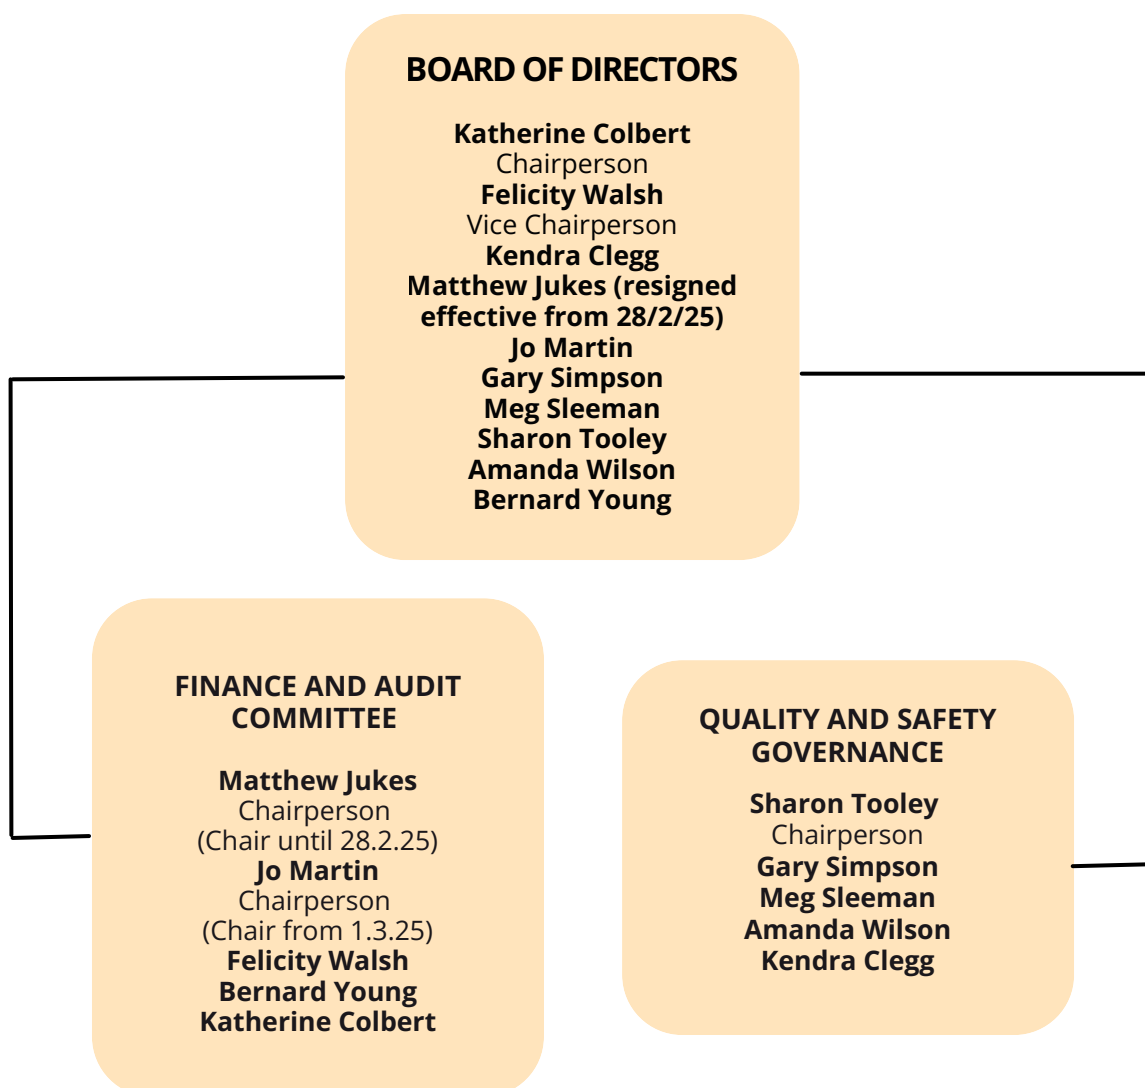 BOARD OF DIRECTORS
Katherine Colbert
Chairperson
Felicity Walsh
Vice Chairperson
Kendra Clegg
Matthew Jukes (resigned
effective from 28/2/25)
Jo Martin
Gary Simpson
Meg Sleeman
Sharon Tooley
Amanda Wilson
Bernard Young
FINANCE AND AUDIT
COMMITTEE
Matthew Jukes
Chairperson
(Chair until 28.2.25)
Jo Martin
Chairperson
(Chair from 1.3.25)
Felicity Walsh
Bernard Young
Katherine Colbert
QUALITY AND SAFETY
GOVERNANCE
Sharon Tooley
Chairperson
Gary Simpson
Meg Sleeman
Amanda Wilson
Kendra Clegg